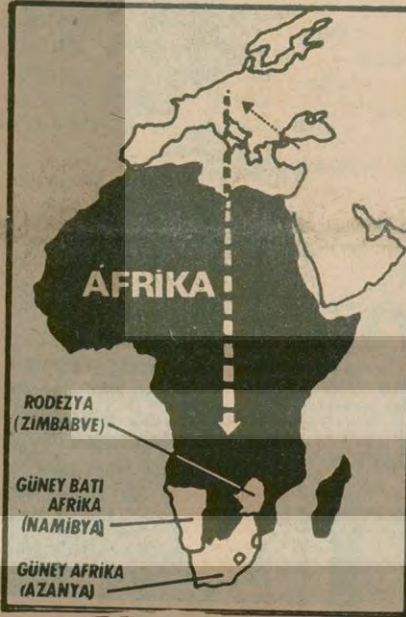 AFRİKA
RODEZYA
(ZİMBABVE)
GÜNEY BATI
AFRİKA
(NAMİBYA)
GÜNEY AFRİKA
(AZANYA)